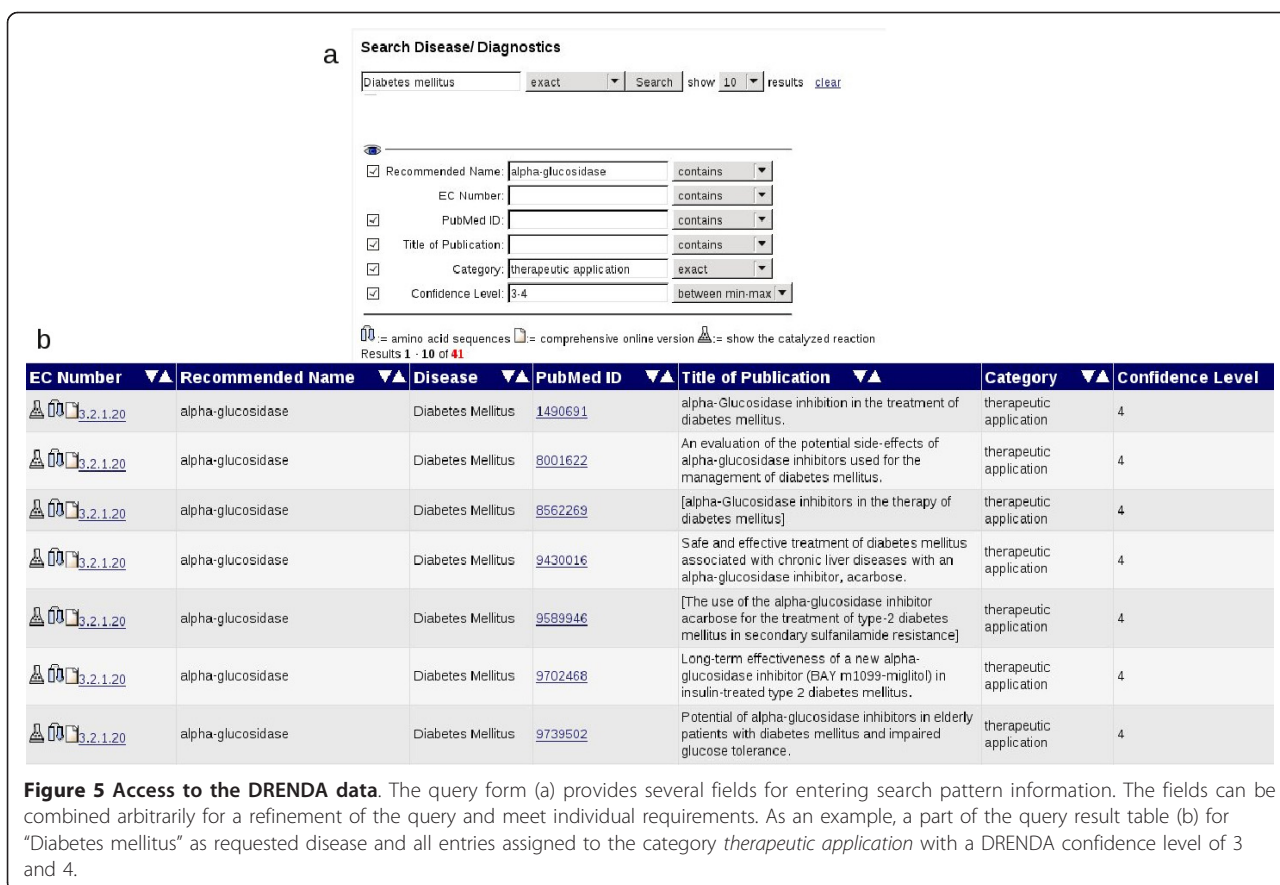 a
Search Disease/ Diagnostics
Diabetes mellitus exact Search show 10 results clear
Recommended Name: alpha-glucosidase contains
EC Number: contains
PubMed ID: contains
Title of Publication: contains
Category: therapeutic application exact
Confidence Level: 3-4 between min-max
b
:= amino acid sequences := comprehensive online version := show the catalyzed reaction
Results 1 - 10 of 41
EC Number Recommended Name Disease PubMed ID Title of Publication Category Confidence Level
3.2.1.20 alpha-glucosidase Diabetes Mellitus 1490691 alpha-Glucosidase inhibition in the treatment of
diabetes mellitus. therapeutic
application 4
3.2.1.20 alpha-glucosidase Diabetes Mellitus 8001622 An evaluation of the potential side-effects of
alpha-glucosidase inhibitors used for the
management of diabetes mellitus. therapeutic
application 4
3.2.1.20 alpha-glucosidase Diabetes Mellitus 8562269 [alpha-Glucosidase inhibitors in the therapy of
diabetes mellitus] therapeutic
application 4
3.2.1.20 alpha-glucosidase Diabetes Mellitus 9430016 Safe and effective treatment of diabetes mellitus
associated with chronic liver diseases with an
alpha-glucosidase inhibitor, acarbose. therapeutic
application 4
3.2.1.20 alpha-glucosidase Diabetes Mellitus 9589946 [The use of the alpha-glucosidase inhibitor
acarbose for the treatment of type-2 diabetes
mellitus in secondary sulfanilamide resistance] therapeutic
application 4
3.2.1.20 alpha-glucosidase Diabetes Mellitus 9702468 Long-term effectiveness of a new alpha-
glucosidase inhibitor (BAY m1099-miglitol) in
insulin-treated type 2 diabetes mellitus. therapeutic
application 4
3.2.1.20 alpha-glucosidase Diabetes Mellitus 9739502 Potential of alpha-glucosidase inhibitors in elderly
patients with diabetes mellitus and impaired
glucose tolerance. therapeutic
application 4
Figure 5 Access to the DRENDA data. The query form (a) provides several fields for entering search pattern information. The fields can be
combined arbitrarily for a refinement of the query and meet individual requirements. As an example, a part of the query result table (b) for
“Diabetes mellitus” as requested disease and all entries assigned to the category therapeutic application with a DRENDA confidence level of 3
and 4.